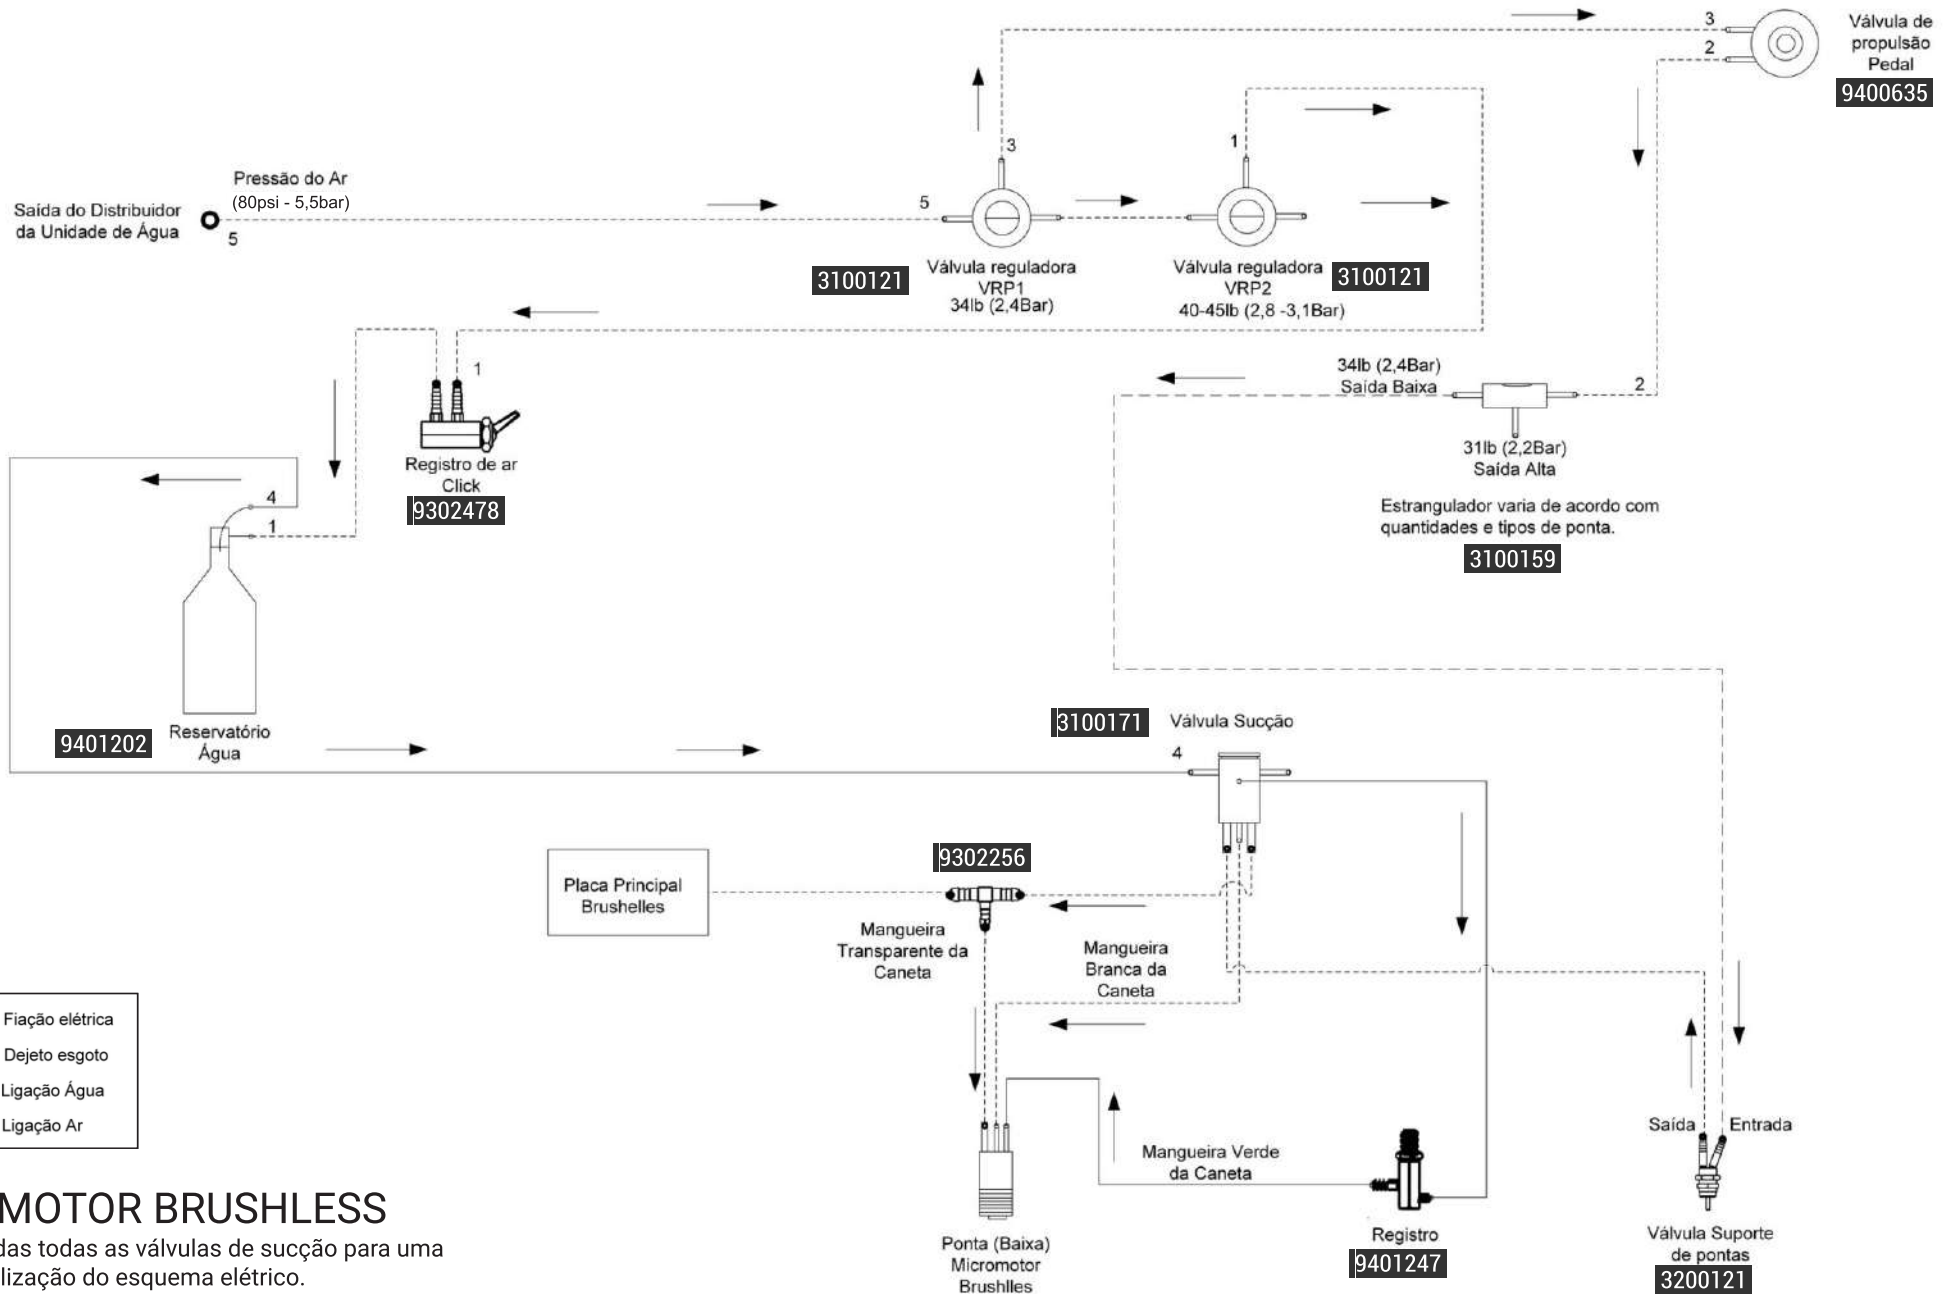 3
2
Válvula de
propulsão
Pedal
9400635
Pressão do Ar
(80psi - 5,5bar)
Saída do Distribuidor
da Unidade de Água
5
5
3
1
3100121
Válvula reguladora
VRP1
34lb (2,4Bar)
Válvula reguladora
VRP2
40-45lb (2,8 -3,1Bar)
3100121
1
Registro de ar
Click
9302478
34lb (2,4Bar)
Saída Baixa
2
31lb (2,2Bar)
Saída Alta
Estrangulador varia de acordo com
quantidades e tipos de ponta.
3100159
4
1
9401202
Reservatório
Água
3100171
Válvula Sucção
4
Placa Principal
Brushelles
9302256
Mangueira
Transparente da
Caneta
Mangueira
Branca da
Caneta
Fiação elétrica
Dejeto esgoto
Ligação Água
Ligação Ar
Mangueira Verde
da Caneta
Saída
Entrada
MOTOR BRUSHLESS
das todas as válvulas de sucção para uma
lização do esquema elétrico.
Ponta (Baixa)
Micromotor
Brushlles
Registro
9401247
Válvula Suporte
de pontas
3200121